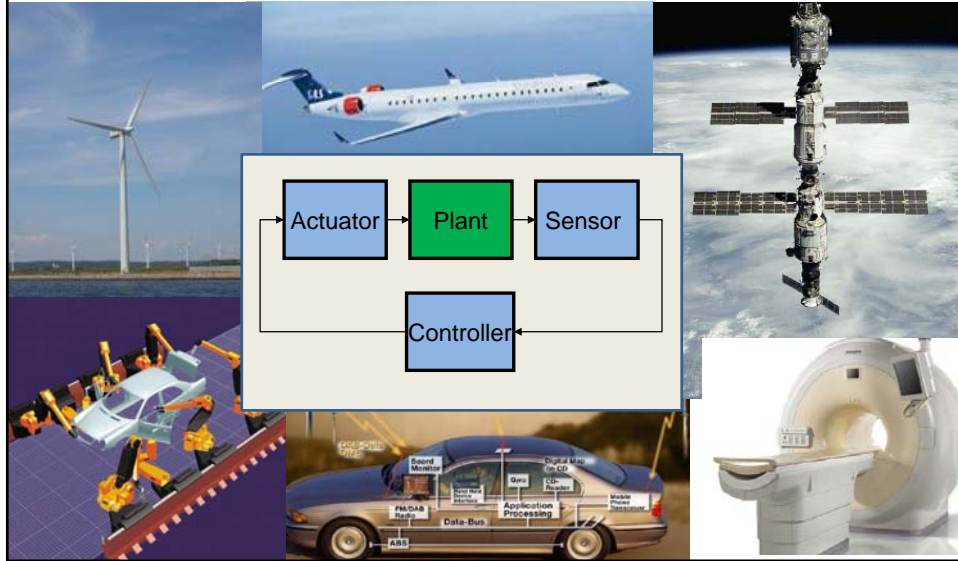 SAS
Actuator
Plant
Sensor
Controller
PHILIPS
Board
Monitor
Digital Map
on CD
CD-
Reader
Gyro
Mobile
Phone
Transceiver
FM/DAB
Radio
Application
Processing
Data-Bus
ABS